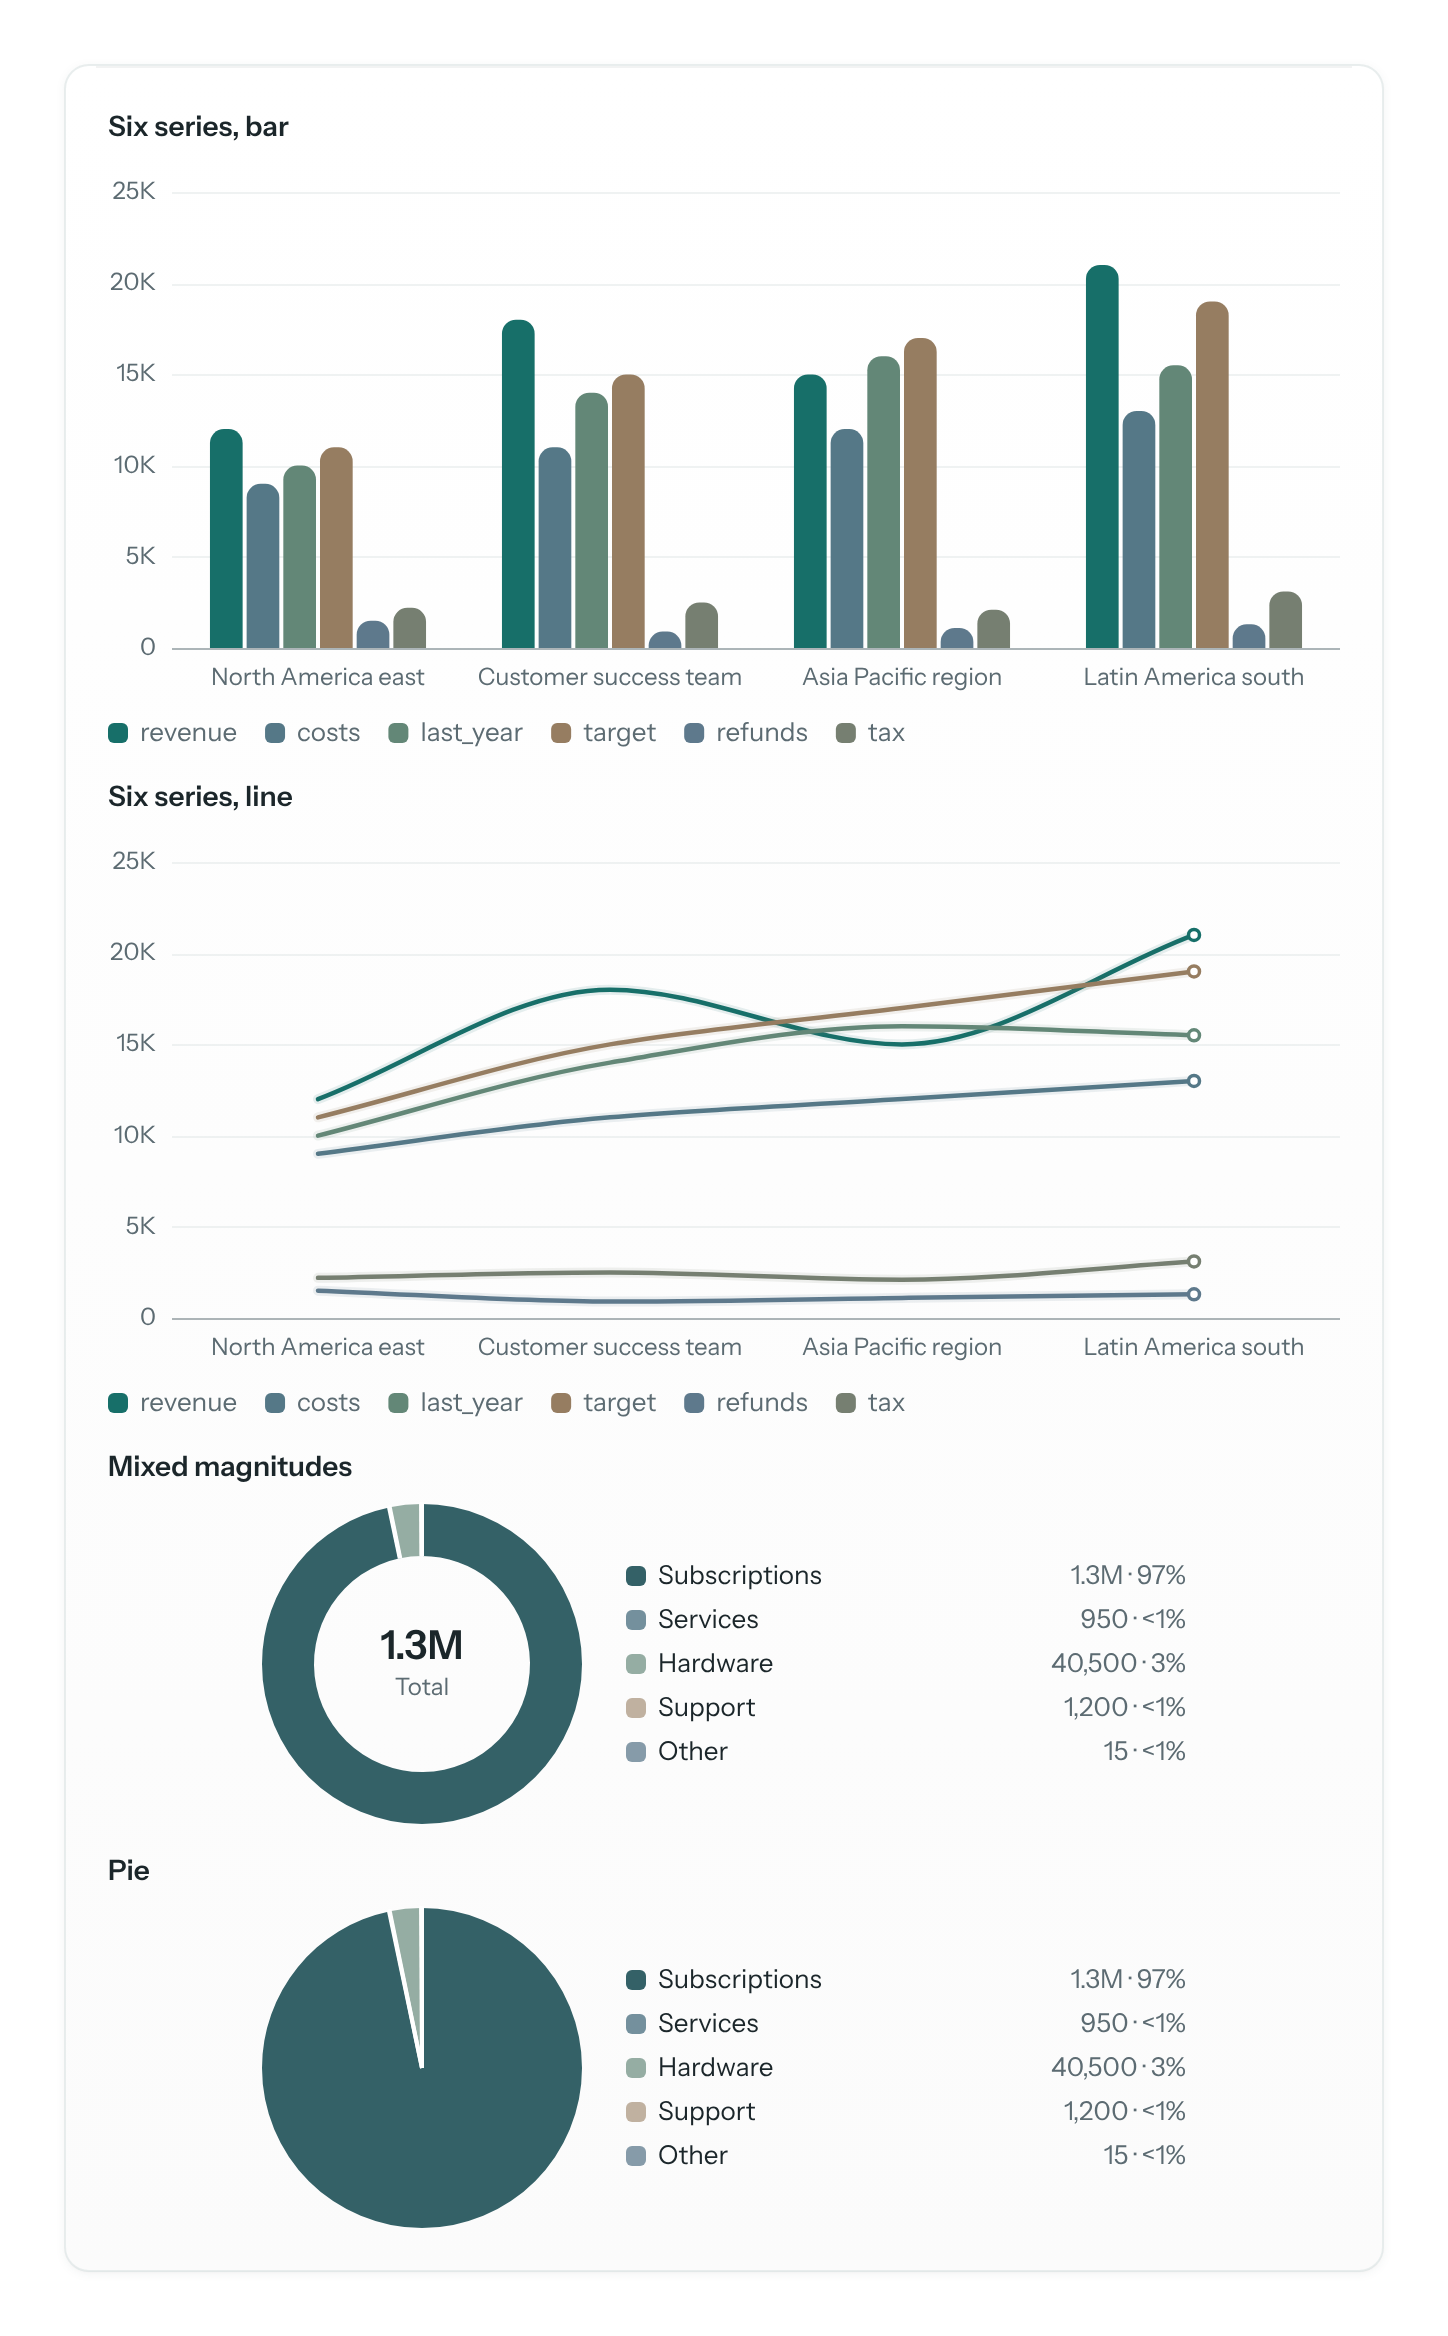 Six series, bar
25K
20K
15K
10K
5K
0
North America east Customer success team Asia Pacific region Latin America south
revenue costs last_year target refunds tax
Six series, line
25K
20K
15K
10K
5K
0
North America east Customer success team Asia Pacific region Latin America south
revenue costs last_year target refunds tax
Mixed magnitudes
1.3M
Total
Subscriptions 1.3M · 97%
Services 950 · <1%
Hardware 40,500 · 3%
Support 1,200 · <1%
Other 15 · <1%
Pie
Subscriptions 1.3M · 97%
Services 950 · <1%
Hardware 40,500 · 3%
Support 1,200 · <1%
Other 15 · <1%